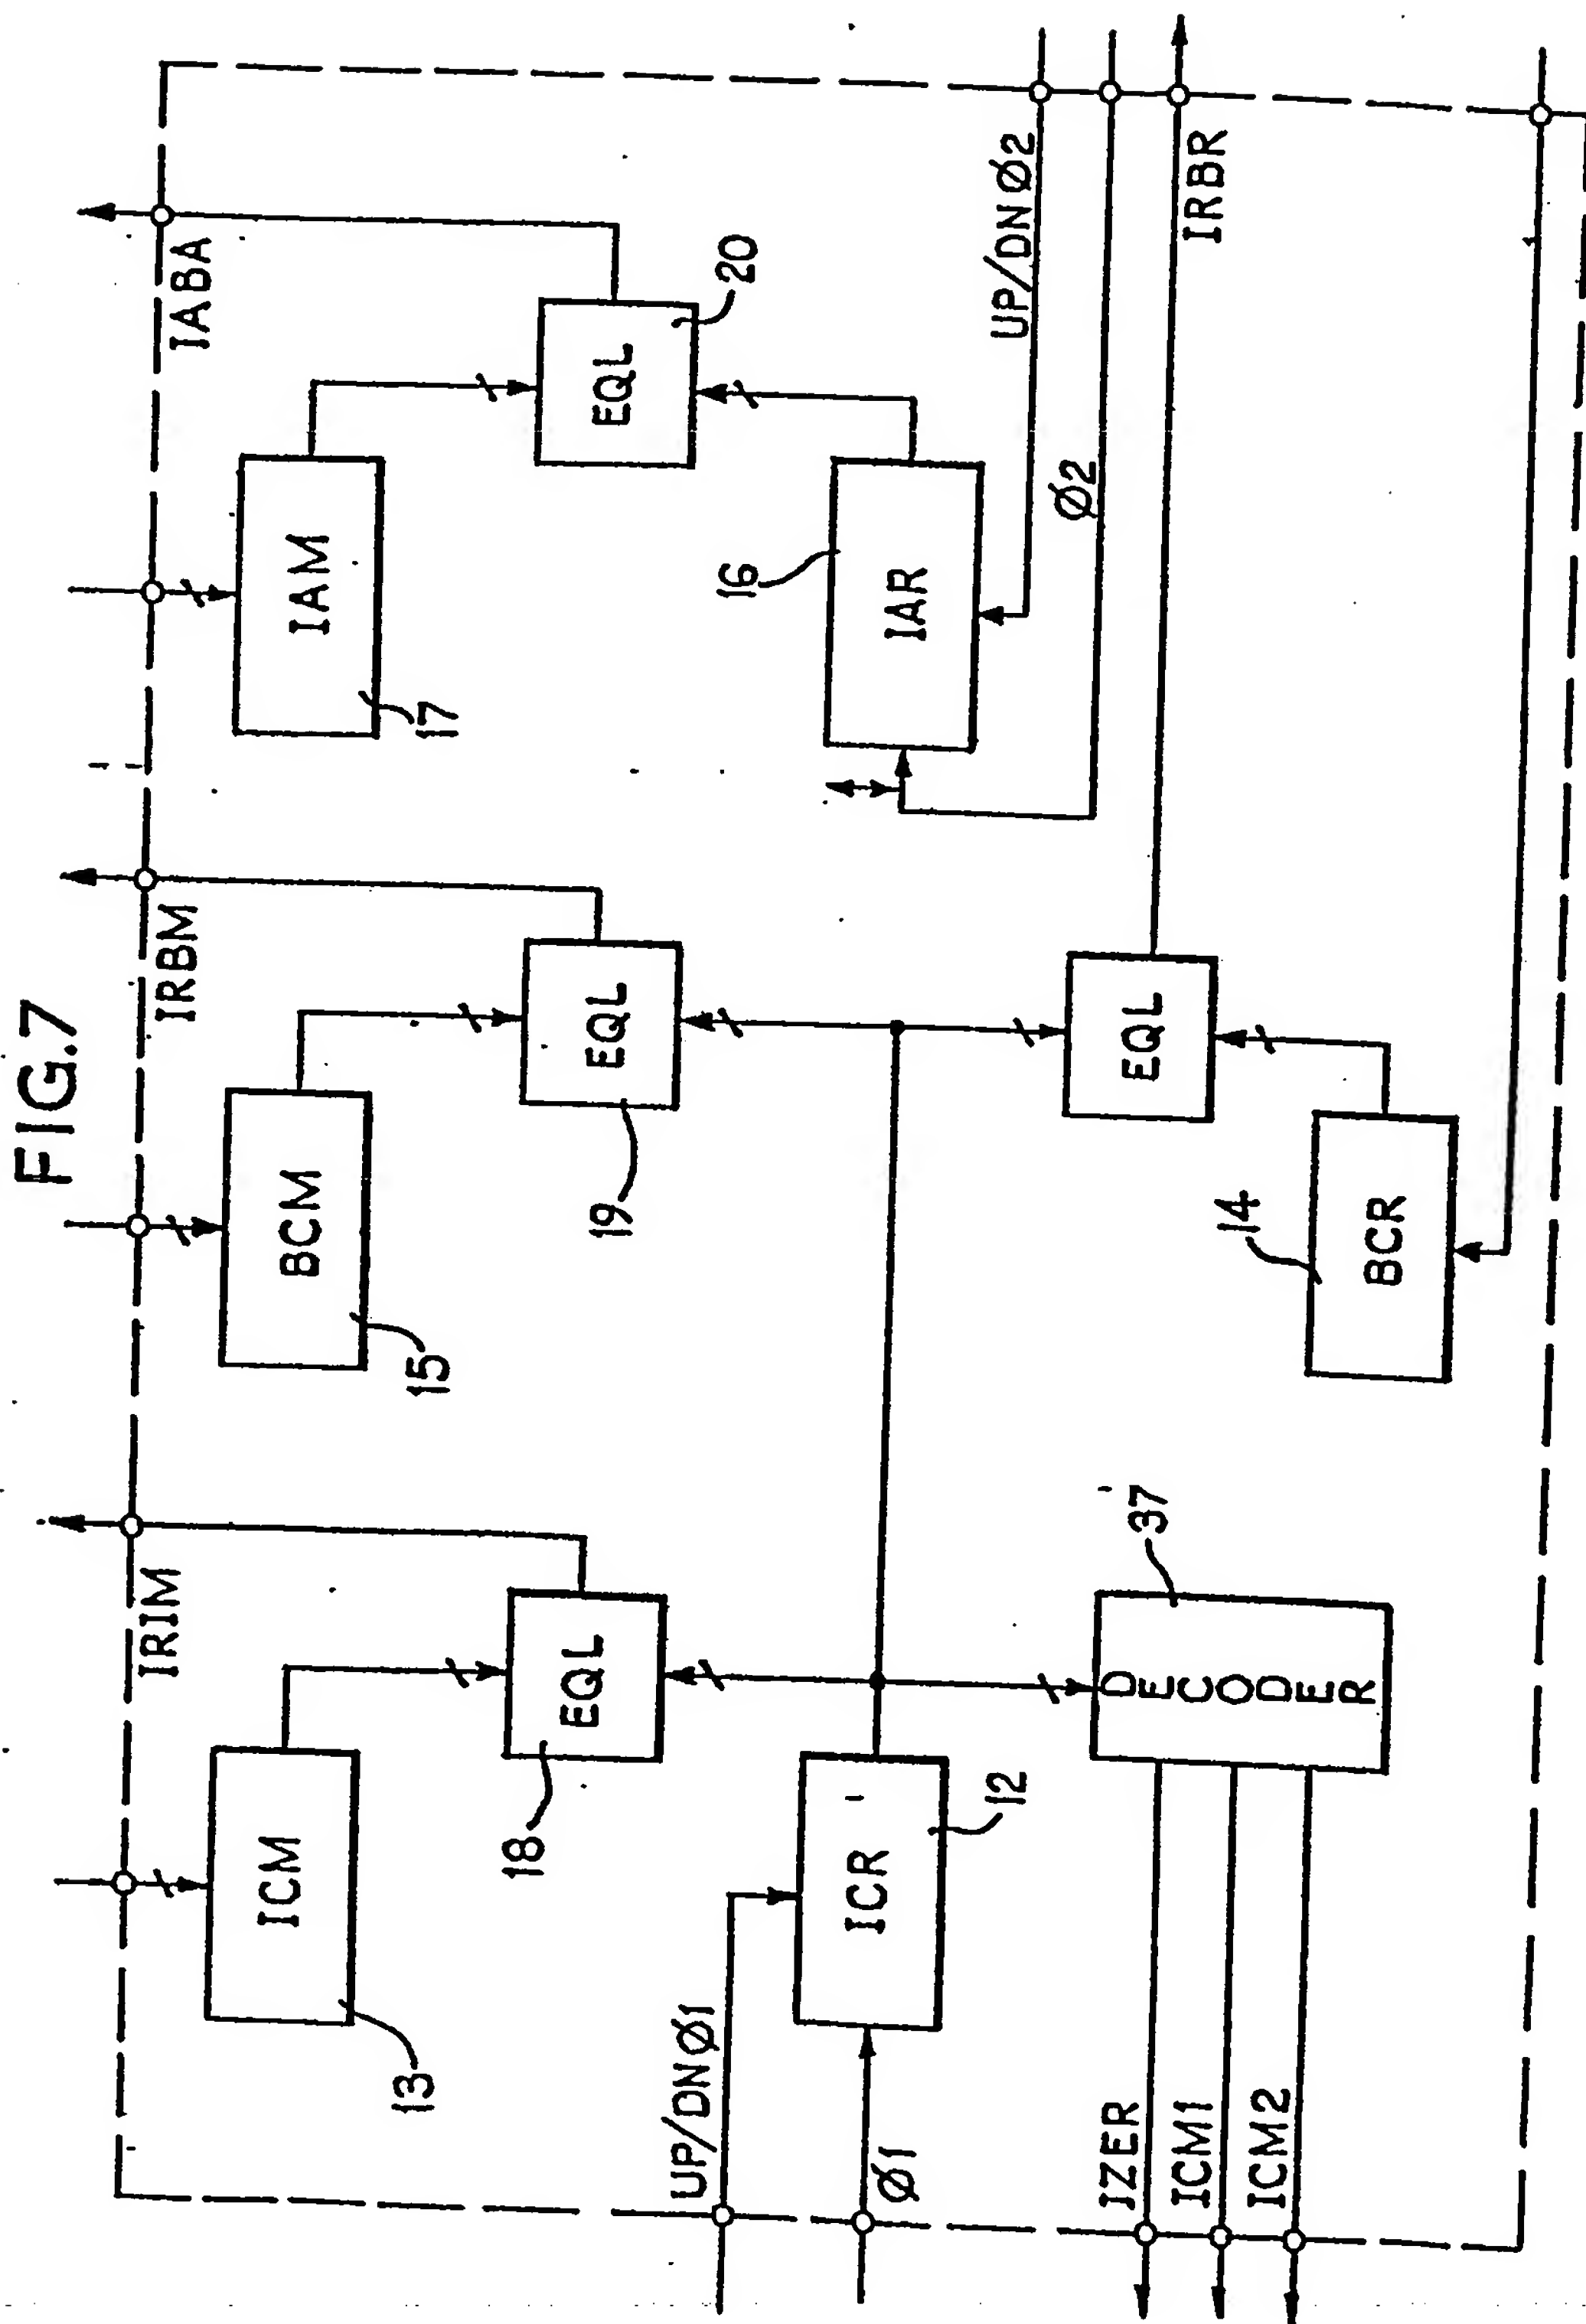 FIG.7
IRIM
IRBM
IABA
ICM
13
BCM
15
IAM
17
EQL
18
EQL
19
EQL
20
UP/DNØ1
Ø1
ICR
12
16
IAR
UP/DNØ2
Ø2
IRBR
IZER
ICM1
ICM2
DECODER
37
EQL
14
BCR